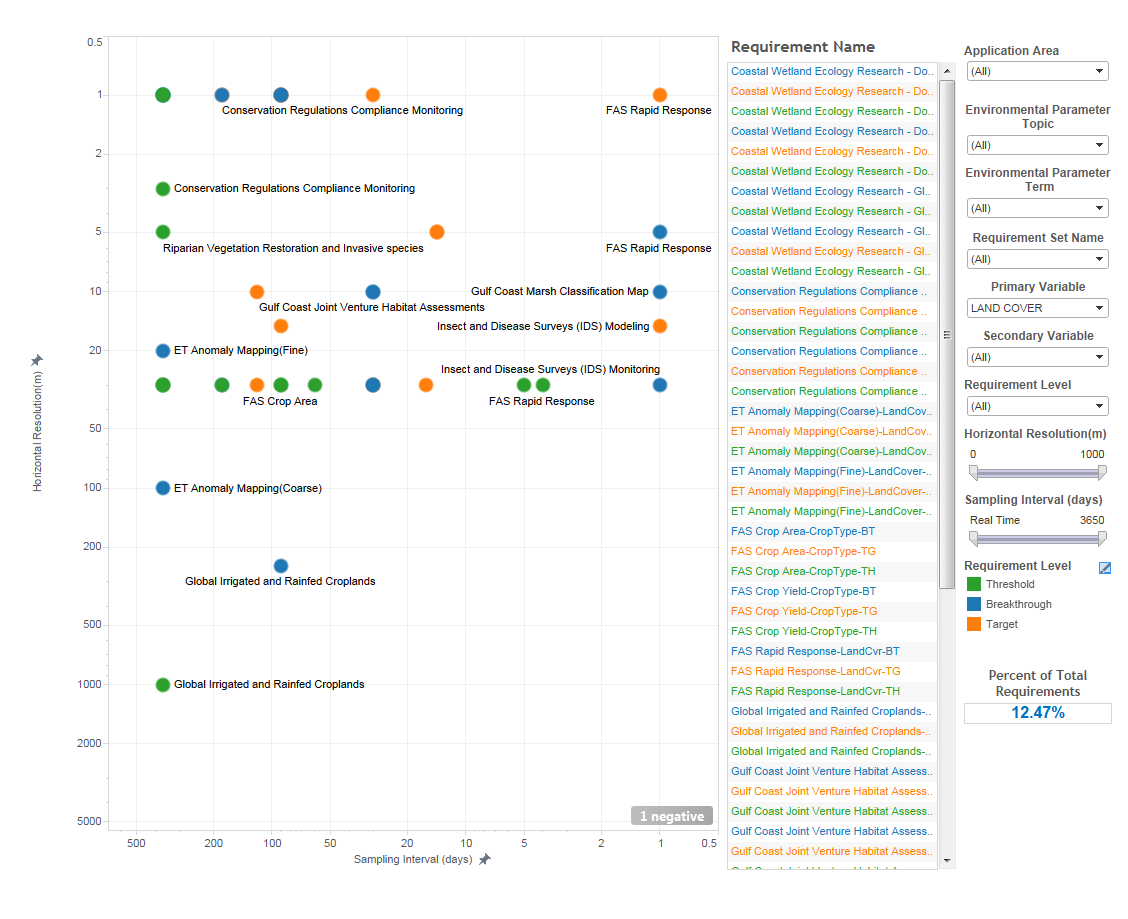 0.5
1
2
5
10
20
50
100
200
500
1000
2000
5000
Horizontal Resolution(m)
Conservation Regulations Compliance Monitoring
FAS Rapid Response
Conservation Regulations Compliance Monitoring
Riparian Vegetation Restoration and Invasive species
FAS Rapid Response
Gulf Coast Marsh Classification Map
Gulf Coast Joint Venture Habitat Assessments
Insect and Disease Surveys (IDS) Modeling
ET Anomaly Mapping(Fine)
Insect and Disease Surveys (IDS) Monitoring
FAS Crop Area
FAS Rapid Response
ET Anomaly Mapping(Coarse)
Global Irrigated and Rainfed Croplands
Global Irrigated and Rainfed Croplands
1 negative
500 200 100 50 20 10 5 2 1 0.5
Sampling Interval (days)
Requirement Name
Coastal Wetland Ecology Research - Do..
Coastal Wetland Ecology Research - Do..
Coastal Wetland Ecology Research - Do..
Coastal Wetland Ecology Research - Do..
Coastal Wetland Ecology Research - Do..
Coastal Wetland Ecology Research - Do..
Coastal Wetland Ecology Research - Gl..
Coastal Wetland Ecology Research - Gl..
Coastal Wetland Ecology Research - Gl..
Coastal Wetland Ecology Research - Gl..
Coastal Wetland Ecology Research - Gl..
Conservation Regulations Compliance ..
Conservation Regulations Compliance ..
Conservation Regulations Compliance ..
Conservation Regulations Compliance ..
Conservation Regulations Compliance ..
Conservation Regulations Compliance ..
ET Anomaly Mapping(Coarse)-LandCov..
ET Anomaly Mapping(Coarse)-LandCov..
ET Anomaly Mapping(Coarse)-LandCov..
ET Anomaly Mapping(Fine)-LandCover-..
ET Anomaly Mapping(Fine)-LandCover-..
ET Anomaly Mapping(Fine)-LandCover-..
FAS Crop Area-CropType-BT
FAS Crop Area-CropType-TG
FAS Crop Area-CropType-TH
FAS Crop Yield-CropType-BT
FAS Crop Yield-CropType-TG
FAS Crop Yield-CropType-TH
FAS Rapid Response-LandCvr-BT
FAS Rapid Response-LandCvr-TG
FAS Rapid Response-LandCvr-TH
Global Irrigated and Rainfed Croplands-..
Global Irrigated and Rainfed Croplands-..
Global Irrigated and Rainfed Croplands-..
Gulf Coast Joint Venture Habitat Assess..
Gulf Coast Joint Venture Habitat Assess..
Gulf Coast Joint Venture Habitat Assess..
Gulf Coast Joint Venture Habitat Assess..
Gulf Coast Joint Venture Habitat Assess..
Application Area
(All)
Environmental Parameter
Topic
(All)
Environmental Parameter
Term
(All)
Requirement Set Name
(All)
Primary Variable
LAND COVER
Secondary Variable
(All)
Requirement Level
(All)
Horizontal Resolution(m)
0 1000
Sampling Interval (days)
Real Time 3650
Requirement Level
Threshold
Breakthrough
Target
Percent of Total
Requirements
12.47%